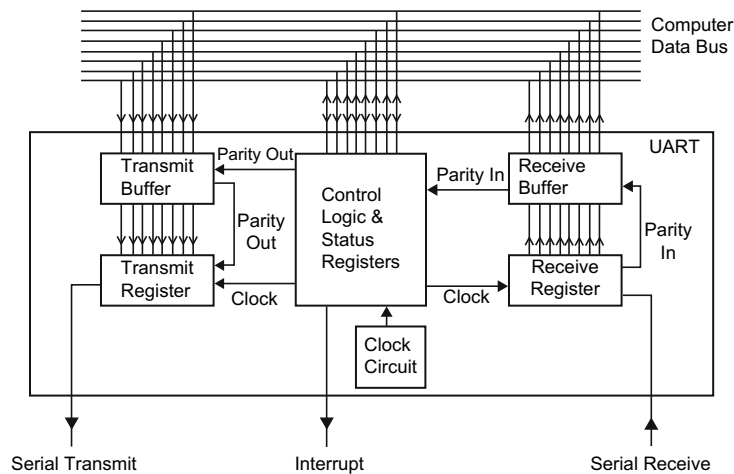 Computer
Data Bus
UART
Transmit
Buffer
Parity Out
Control
Logic &
Status
Registers
Parity In
Receive
Buffer
Parity
Out
Parity
In
Transmit
Register
Clock
Clock
Receive
Register
Clock
Circuit
Serial Transmit
Interrupt
Serial Receive